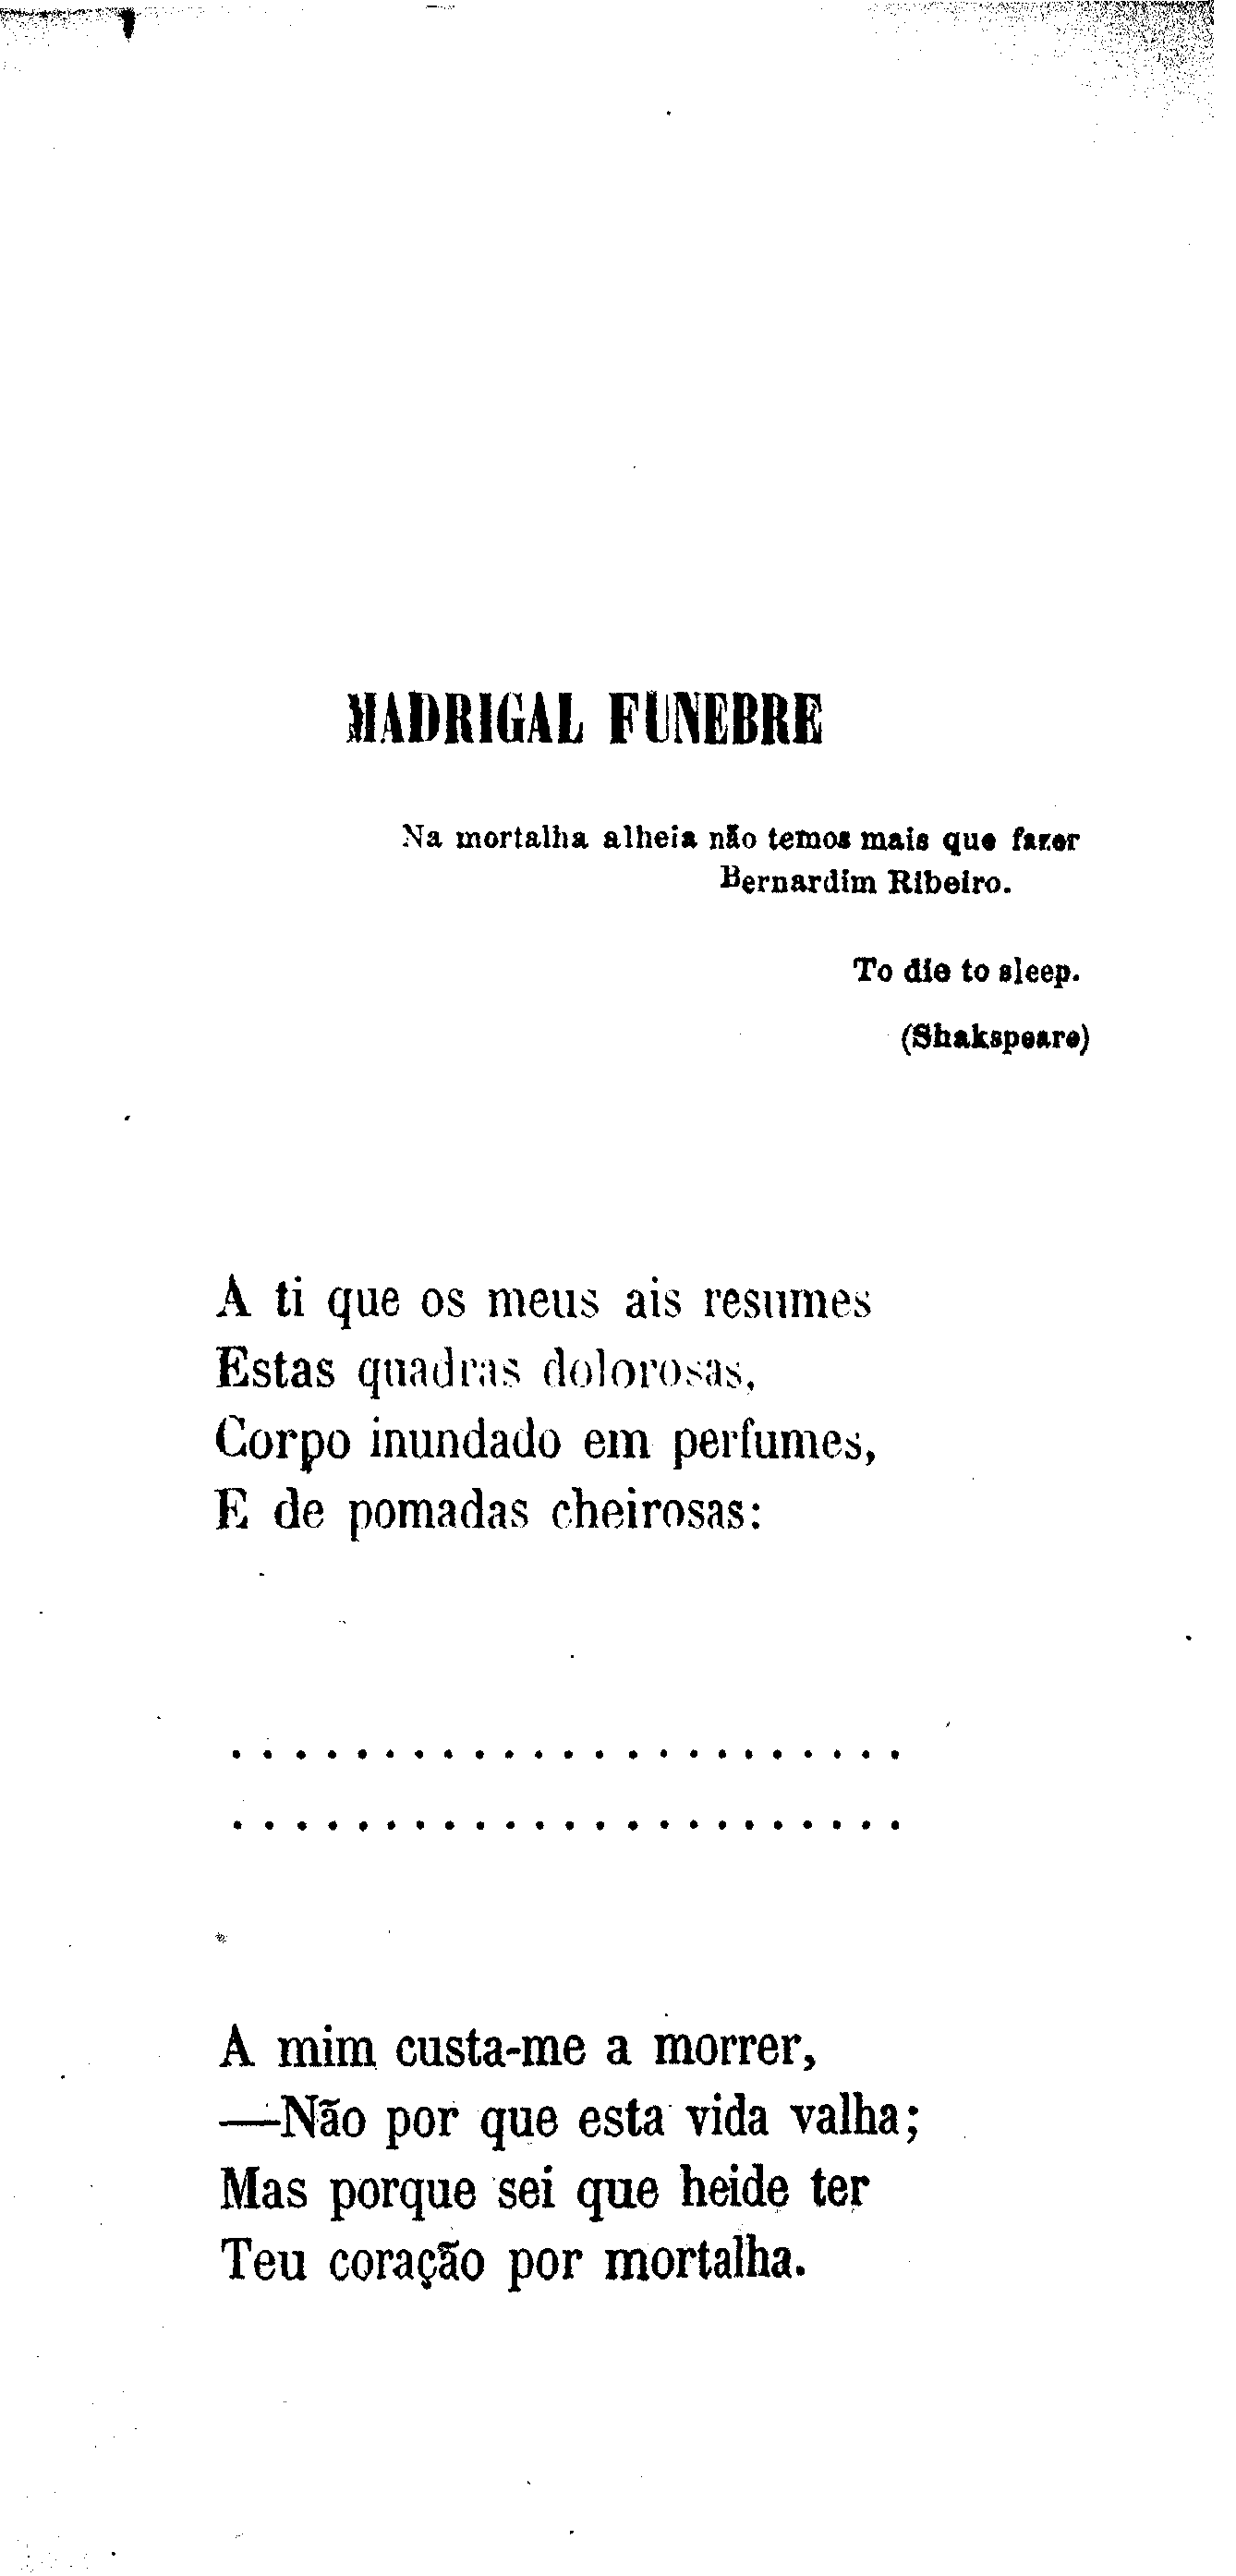 MADRIGAL FUNEBRE
Na mortalha alheia não temos mais que fazer
Bernardim Ribeiro.
To die to sleep.
(Shakspeare)
A ti que os meus ais resumes
Estas quadras dolorosas,
Corpo inundado em perfumes,
E de pomadas cheirosas:
. . . . . . . . . . . . . . . . . . . . . . .
. . . . . . . . . . . . . . . . . . . . . . .
A mim custa-me a morrer,
—Não por que esta vida valha;
Mas porque sei que heide ter
Teu coração por mortalha.